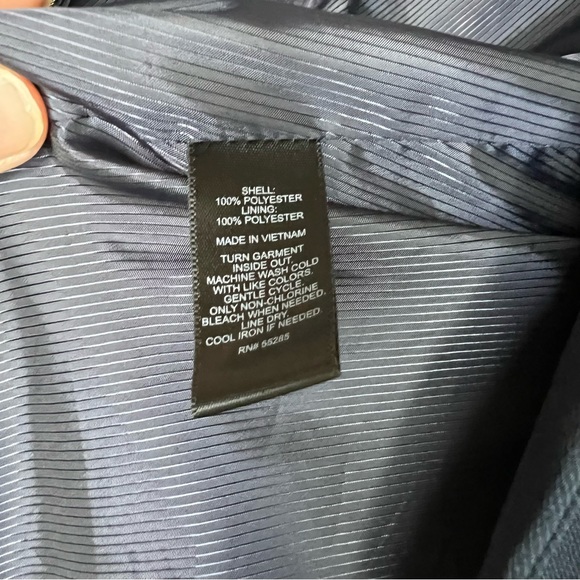 SHELL:
100% POLYESTER
LINING:
100% POLYESTER
MADE IN VIETNAM
TURN GARMENT
INSIDE OUT.
MACHINE WASH COLD
WITH LIKE COLORS.
GENTLE CYCLE.
ONLY NON-CHLORINE
BLEACH WHEN NEEDED.
LINE DRY.
COOL IRON IF NEEDED.
RN# 55285